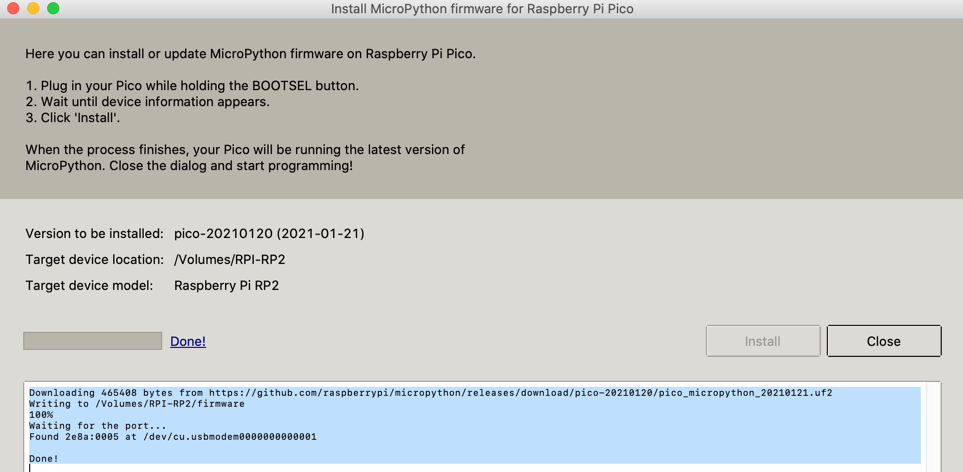 Install MicroPython firmware for Raspberry Pi Pico
Here you can install or update MicroPython firmware on Raspberry Pi Pico.
1. Plug in your Pico while holding the BOOTSEL button.
2. Wait until device information appears.
3. Click 'Install'.
When the process finishes, your Pico will be running the latest version of
MicroPython. Close the dialog and start programming!
Version to be installed: pico-20210120 (2021-01-21)
Target device location: /Volumes/RPI-RP2
Target device model: Raspberry Pi RP2
Done! Install Close
Downloading 465408 bytes from https://github.com/raspberrypi/micropython/releases/download/pico-20210120/pico_micropython_20210121.uf2
Writing to /Volumes/RPI-RP2/firmware
100%
Waiting for the port...
Found 2e8a:0005 at /dev/cu.usbmodem0000000000001
Done!